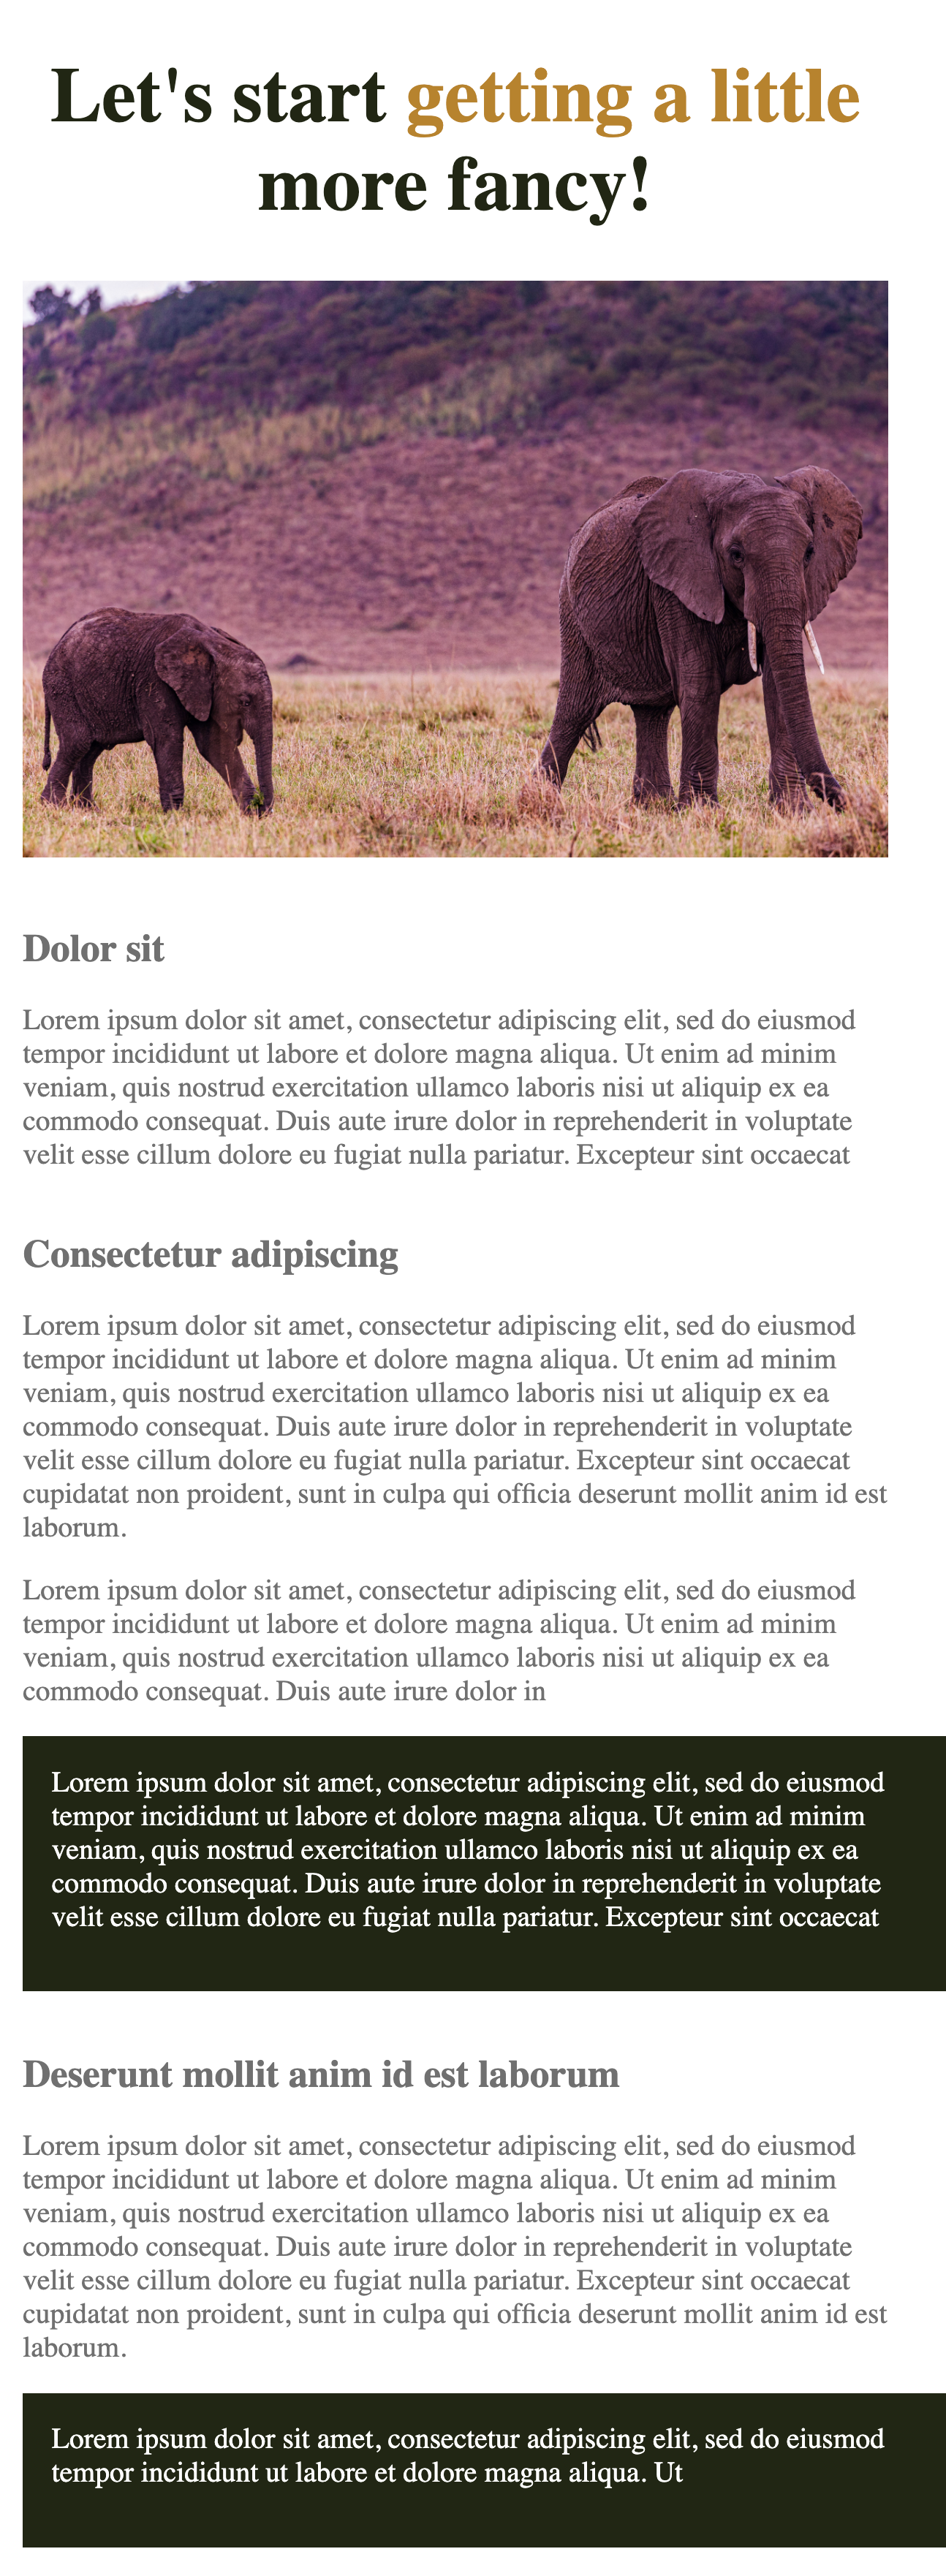 Let's start getting a little
more fancy!
Dolor sit
Lorem ipsum dolor sit amet, consectetur adipiscing elit, sed do eiusmod
tempor incididunt ut labore et dolore magna aliqua. Ut enim ad minim
veniam, quis nostrud exercitation ullamco laboris nisi ut aliquip ex ea
commodo consequat. Duis aute irure dolor in reprehenderit in voluptate
velit esse cillum dolore eu fugiat nulla pariatur. Excepteur sint occaecat
Consectetur adipiscing
Lorem ipsum dolor sit amet, consectetur adipiscing elit, sed do eiusmod
tempor incididunt ut labore et dolore magna aliqua. Ut enim ad minim
veniam, quis nostrud exercitation ullamco laboris nisi ut aliquip ex ea
commodo consequat. Duis aute irure dolor in reprehenderit in voluptate
velit esse cillum dolore eu fugiat nulla pariatur. Excepteur sint occaecat
cupidatat non proident, sunt in culpa qui officia deserunt mollit anim id est
laborum.
Lorem ipsum dolor sit amet, consectetur adipiscing elit, sed do eiusmod
tempor incididunt ut labore et dolore magna aliqua. Ut enim ad minim
veniam, quis nostrud exercitation ullamco laboris nisi ut aliquip ex ea
commodo consequat. Duis aute irure dolor in
Lorem ipsum dolor sit amet, consectetur adipiscing elit, sed do eiusmod
tempor incididunt ut labore et dolore magna aliqua. Ut enim ad minim
veniam, quis nostrud exercitation ullamco laboris nisi ut aliquip ex ea
commodo consequat. Duis aute irure dolor in reprehenderit in voluptate
velit esse cillum dolore eu fugiat nulla pariatur. Excepteur sint occaecat
Deserunt mollit anim id est laborum
Lorem ipsum dolor sit amet, consectetur adipiscing elit, sed do eiusmod
tempor incididunt ut labore et dolore magna aliqua. Ut enim ad minim
veniam, quis nostrud exercitation ullamco laboris nisi ut aliquip ex ea
commodo consequat. Duis aute irure dolor in reprehenderit in voluptate
velit esse cillum dolore eu fugiat nulla pariatur. Excepteur sint occaecat
cupidatat non proident, sunt in culpa qui officia deserunt mollit anim id est
laborum.
Lorem ipsum dolor sit amet, consectetur adipiscing elit, sed do eiusmod
tempor incididunt ut labore et dolore magna aliqua. Ut